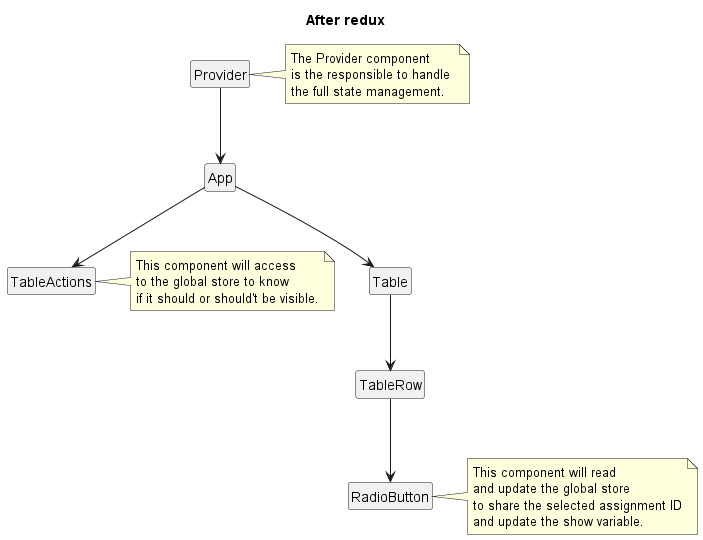 After redux
Provider
The Provider component
is the responsible to handle
the full state management.
App
TableActions
This component will access
to the global store to know
if it should or should't be visible.
Table
TableRow
RadioButton
This component will read
and update the global store
to share the selected assignment ID
and update the show variable.